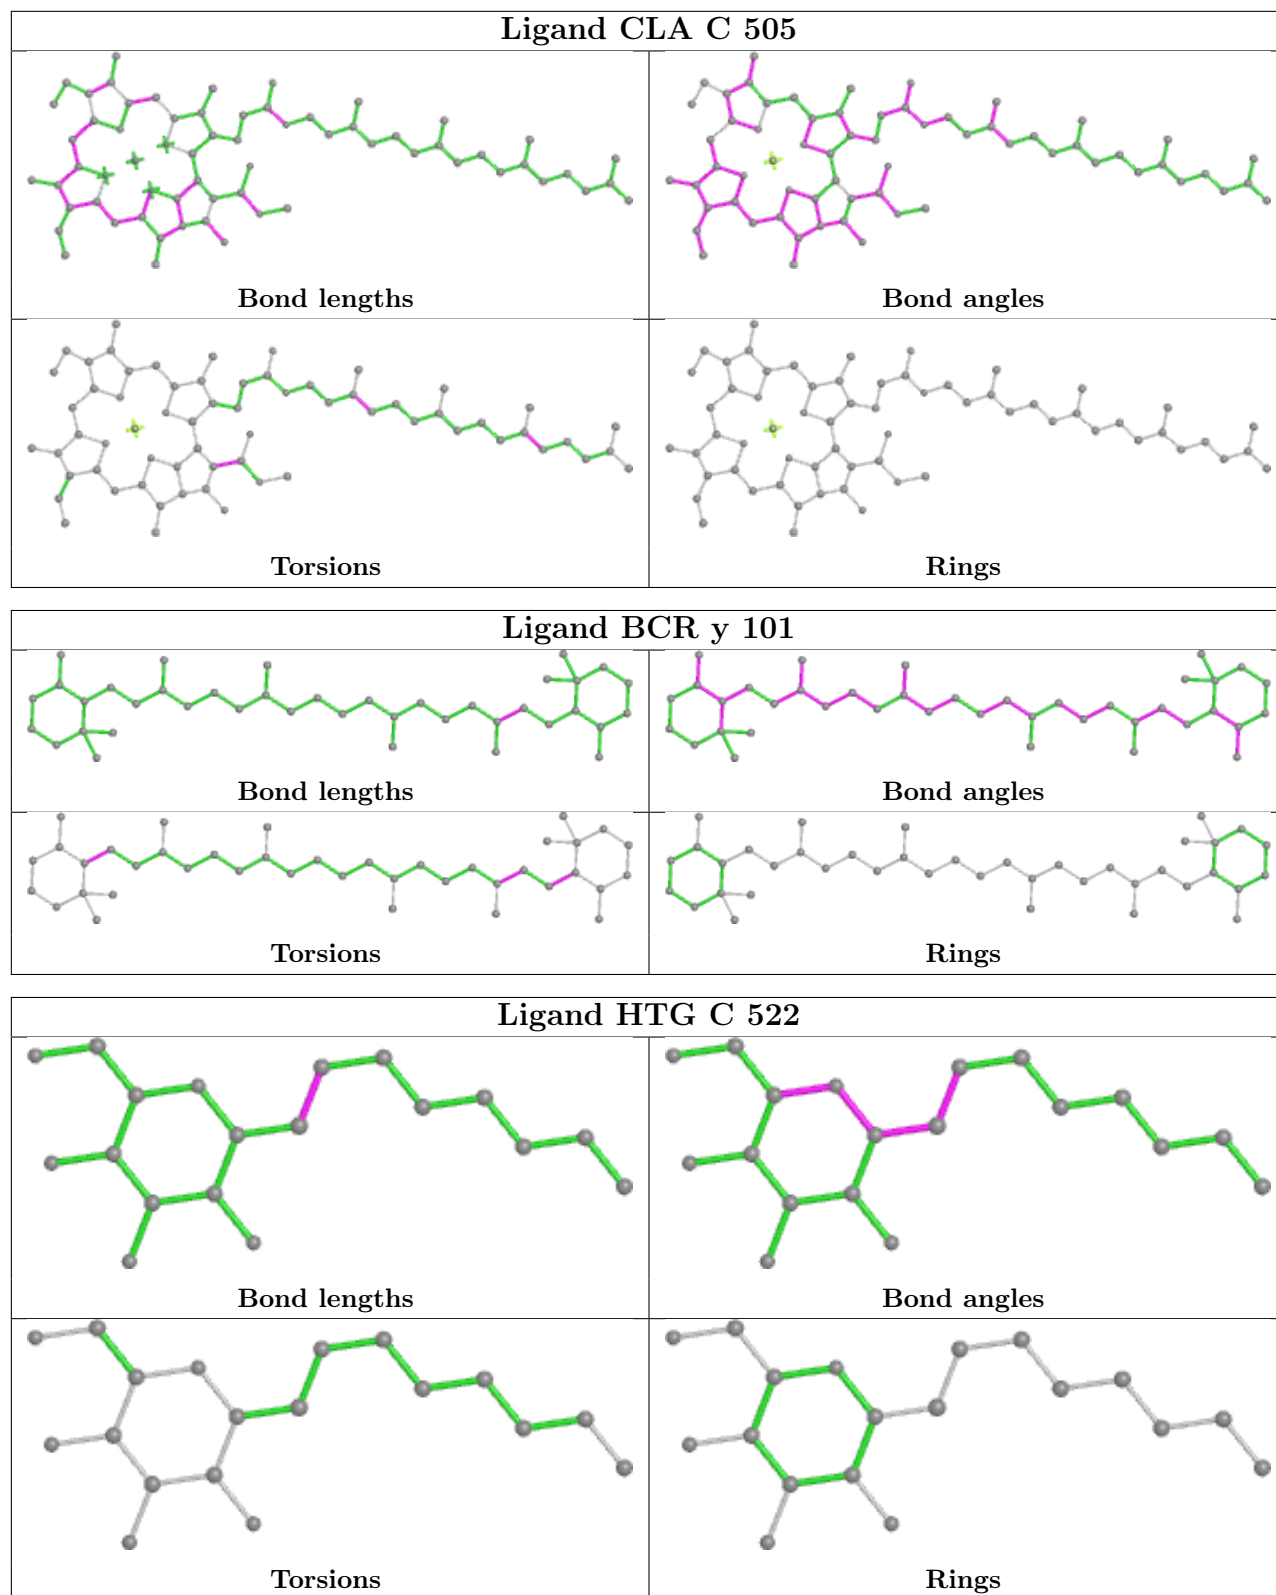 Ligand CLA C 505
Bond lengths
Bond angles
Torsions
Rings
Ligand BCR y 101
Bond lengths
Bond angles
Torsions
Rings
Ligand HTG C 522
Bond lengths
Bond angles
Torsions
Rings